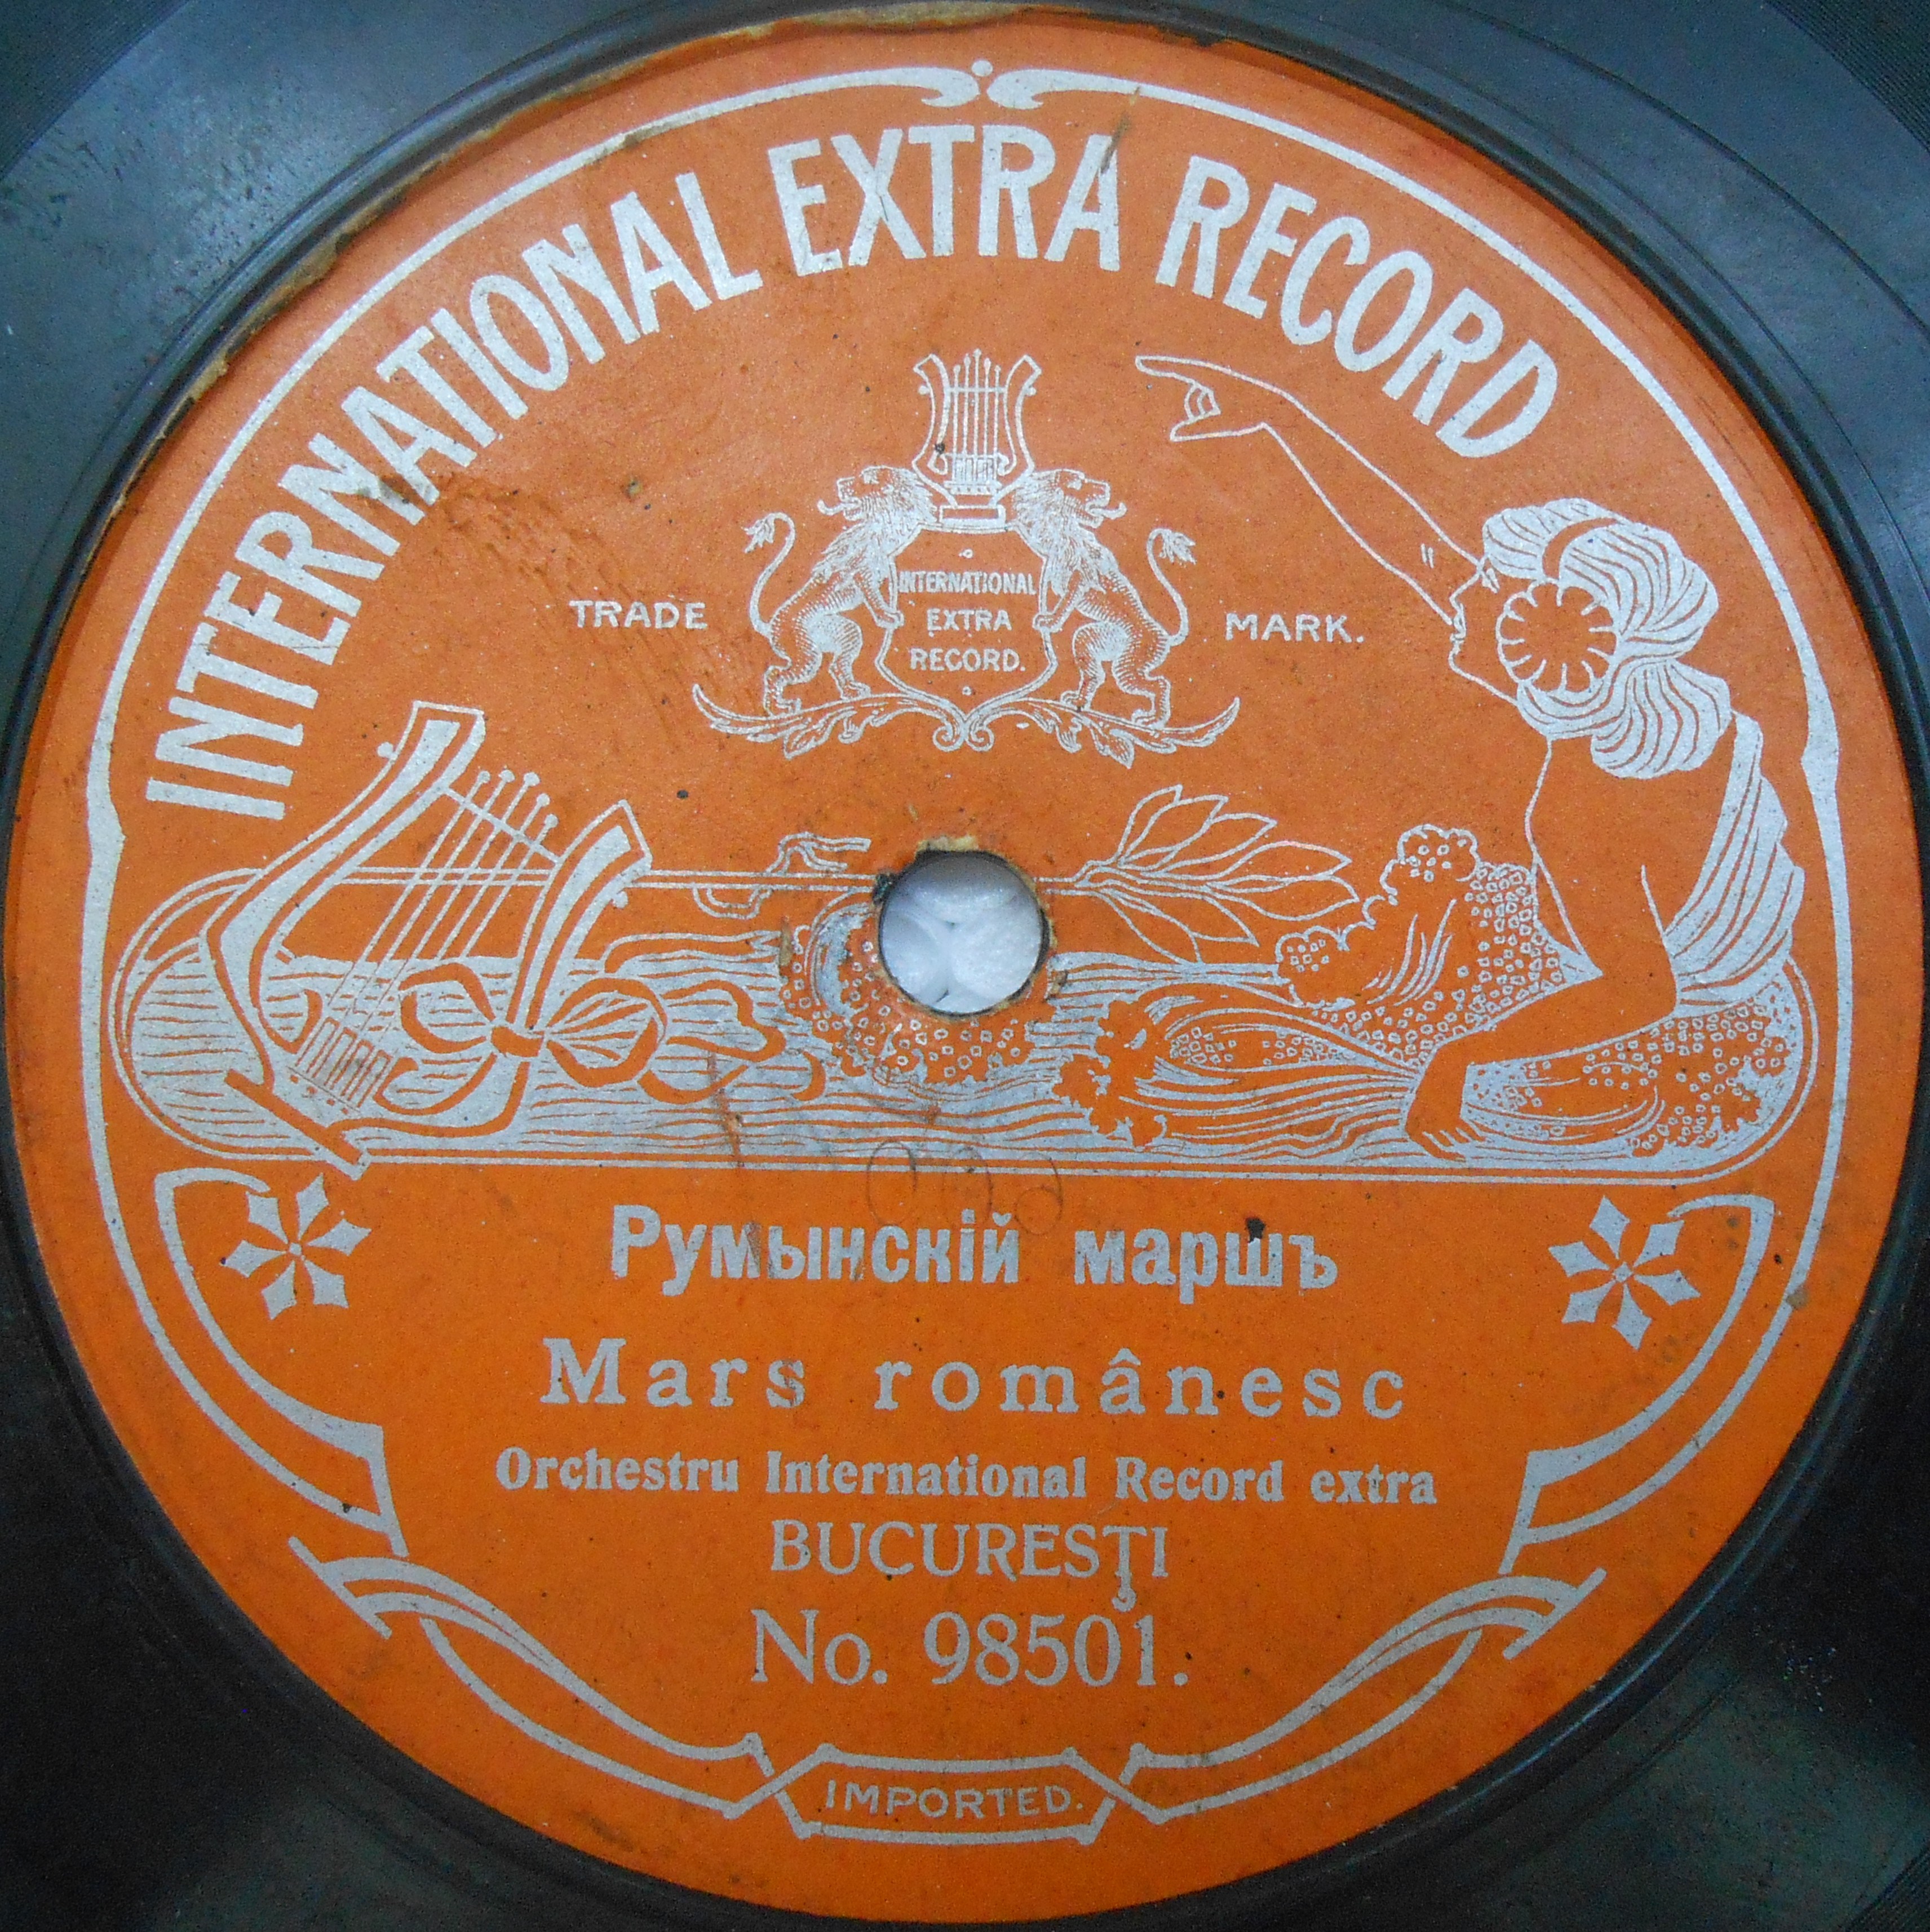 INTERNATIONAL EXTRA RECORD
TRADE MARK.
INTERNATIONAL
EXTRA
RECORD.
Румынскій маршъ
Mars românesc
Orchestru International Record extra
BUCURESŢI
No. 98501.
IMPORTED.